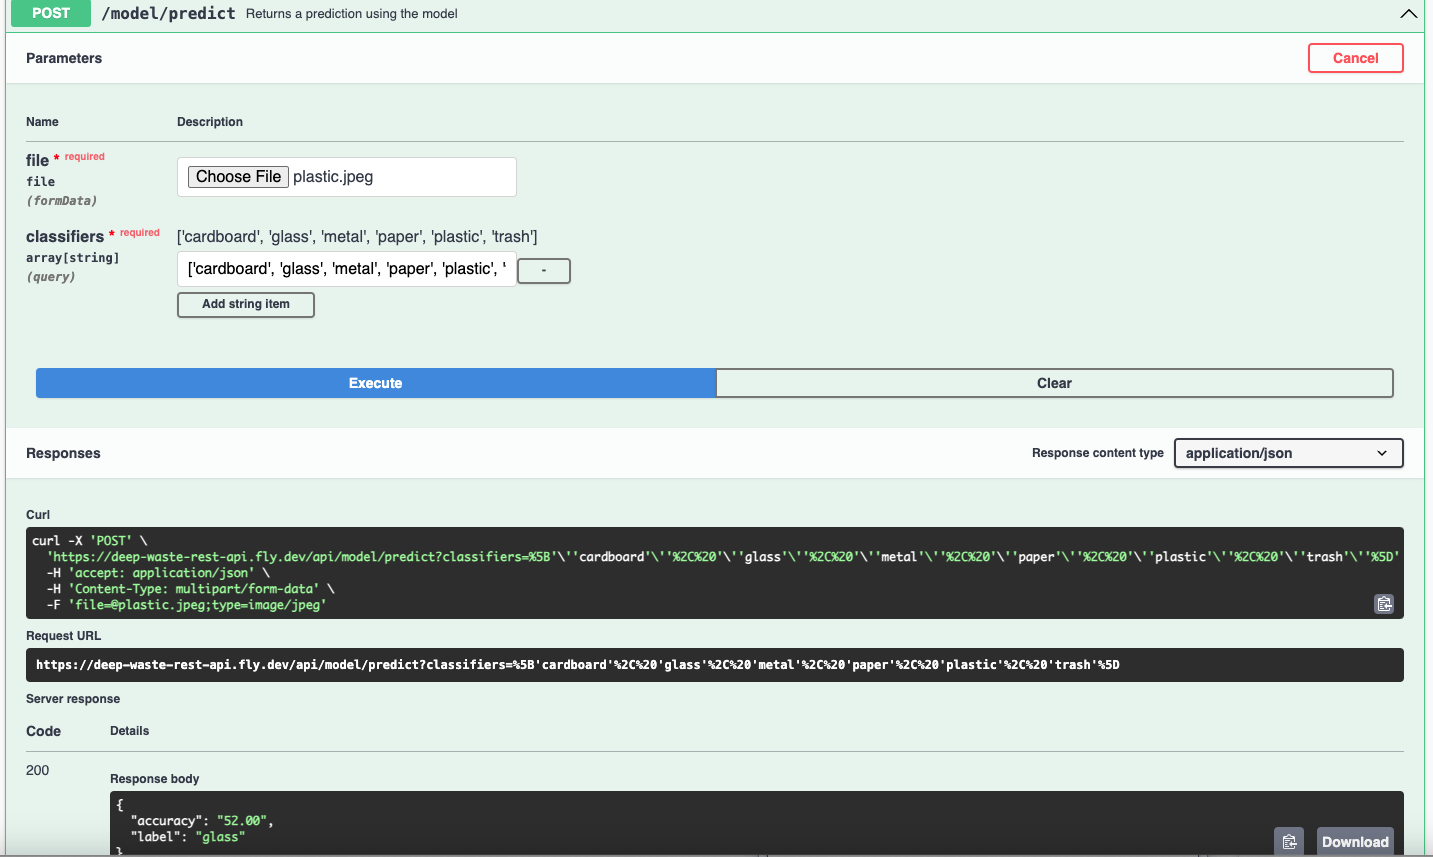 POST /model/predict Returns a prediction using the model
Parameters
Cancel
Name Description
file * required
file
(formData)
Choose File plastic.jpeg
classifiers * required
array[string]
(query)
['cardboard', 'glass', 'metal', 'paper', 'plastic', 'trash']
['cardboard', 'glass', 'metal', 'paper', 'plastic', '
-
Add string item
Execute
Clear
Responses
Response content type
application/json
Curl
curl -X 'POST' \
'https://deep-waste-rest-api.fly.dev/api/model/predict?classifiers=%5B'\''cardboard'\''%2C%20'\''glass'\''%2C%20'\''metal'\''%2C%20'\''paper'\''%2C%20'\''plastic'\''%2C%20'\''trash'\''%5D' \
-H 'accept: application/json' \
-H 'Content-Type: multipart/form-data' \
-F 'file=@plastic.jpeg;type=image/jpeg'
Request URL
https://deep-waste-rest-api.fly.dev/api/model/predict?classifiers=%5B'cardboard'%2C%20'glass'%2C%20'metal'%2C%20'paper'%2C%20'plastic'%2C%20'trash'%5D
Server response
Code Details
200
Response body
{
"accuracy": "52.00",
"label": "glass"
}
Download